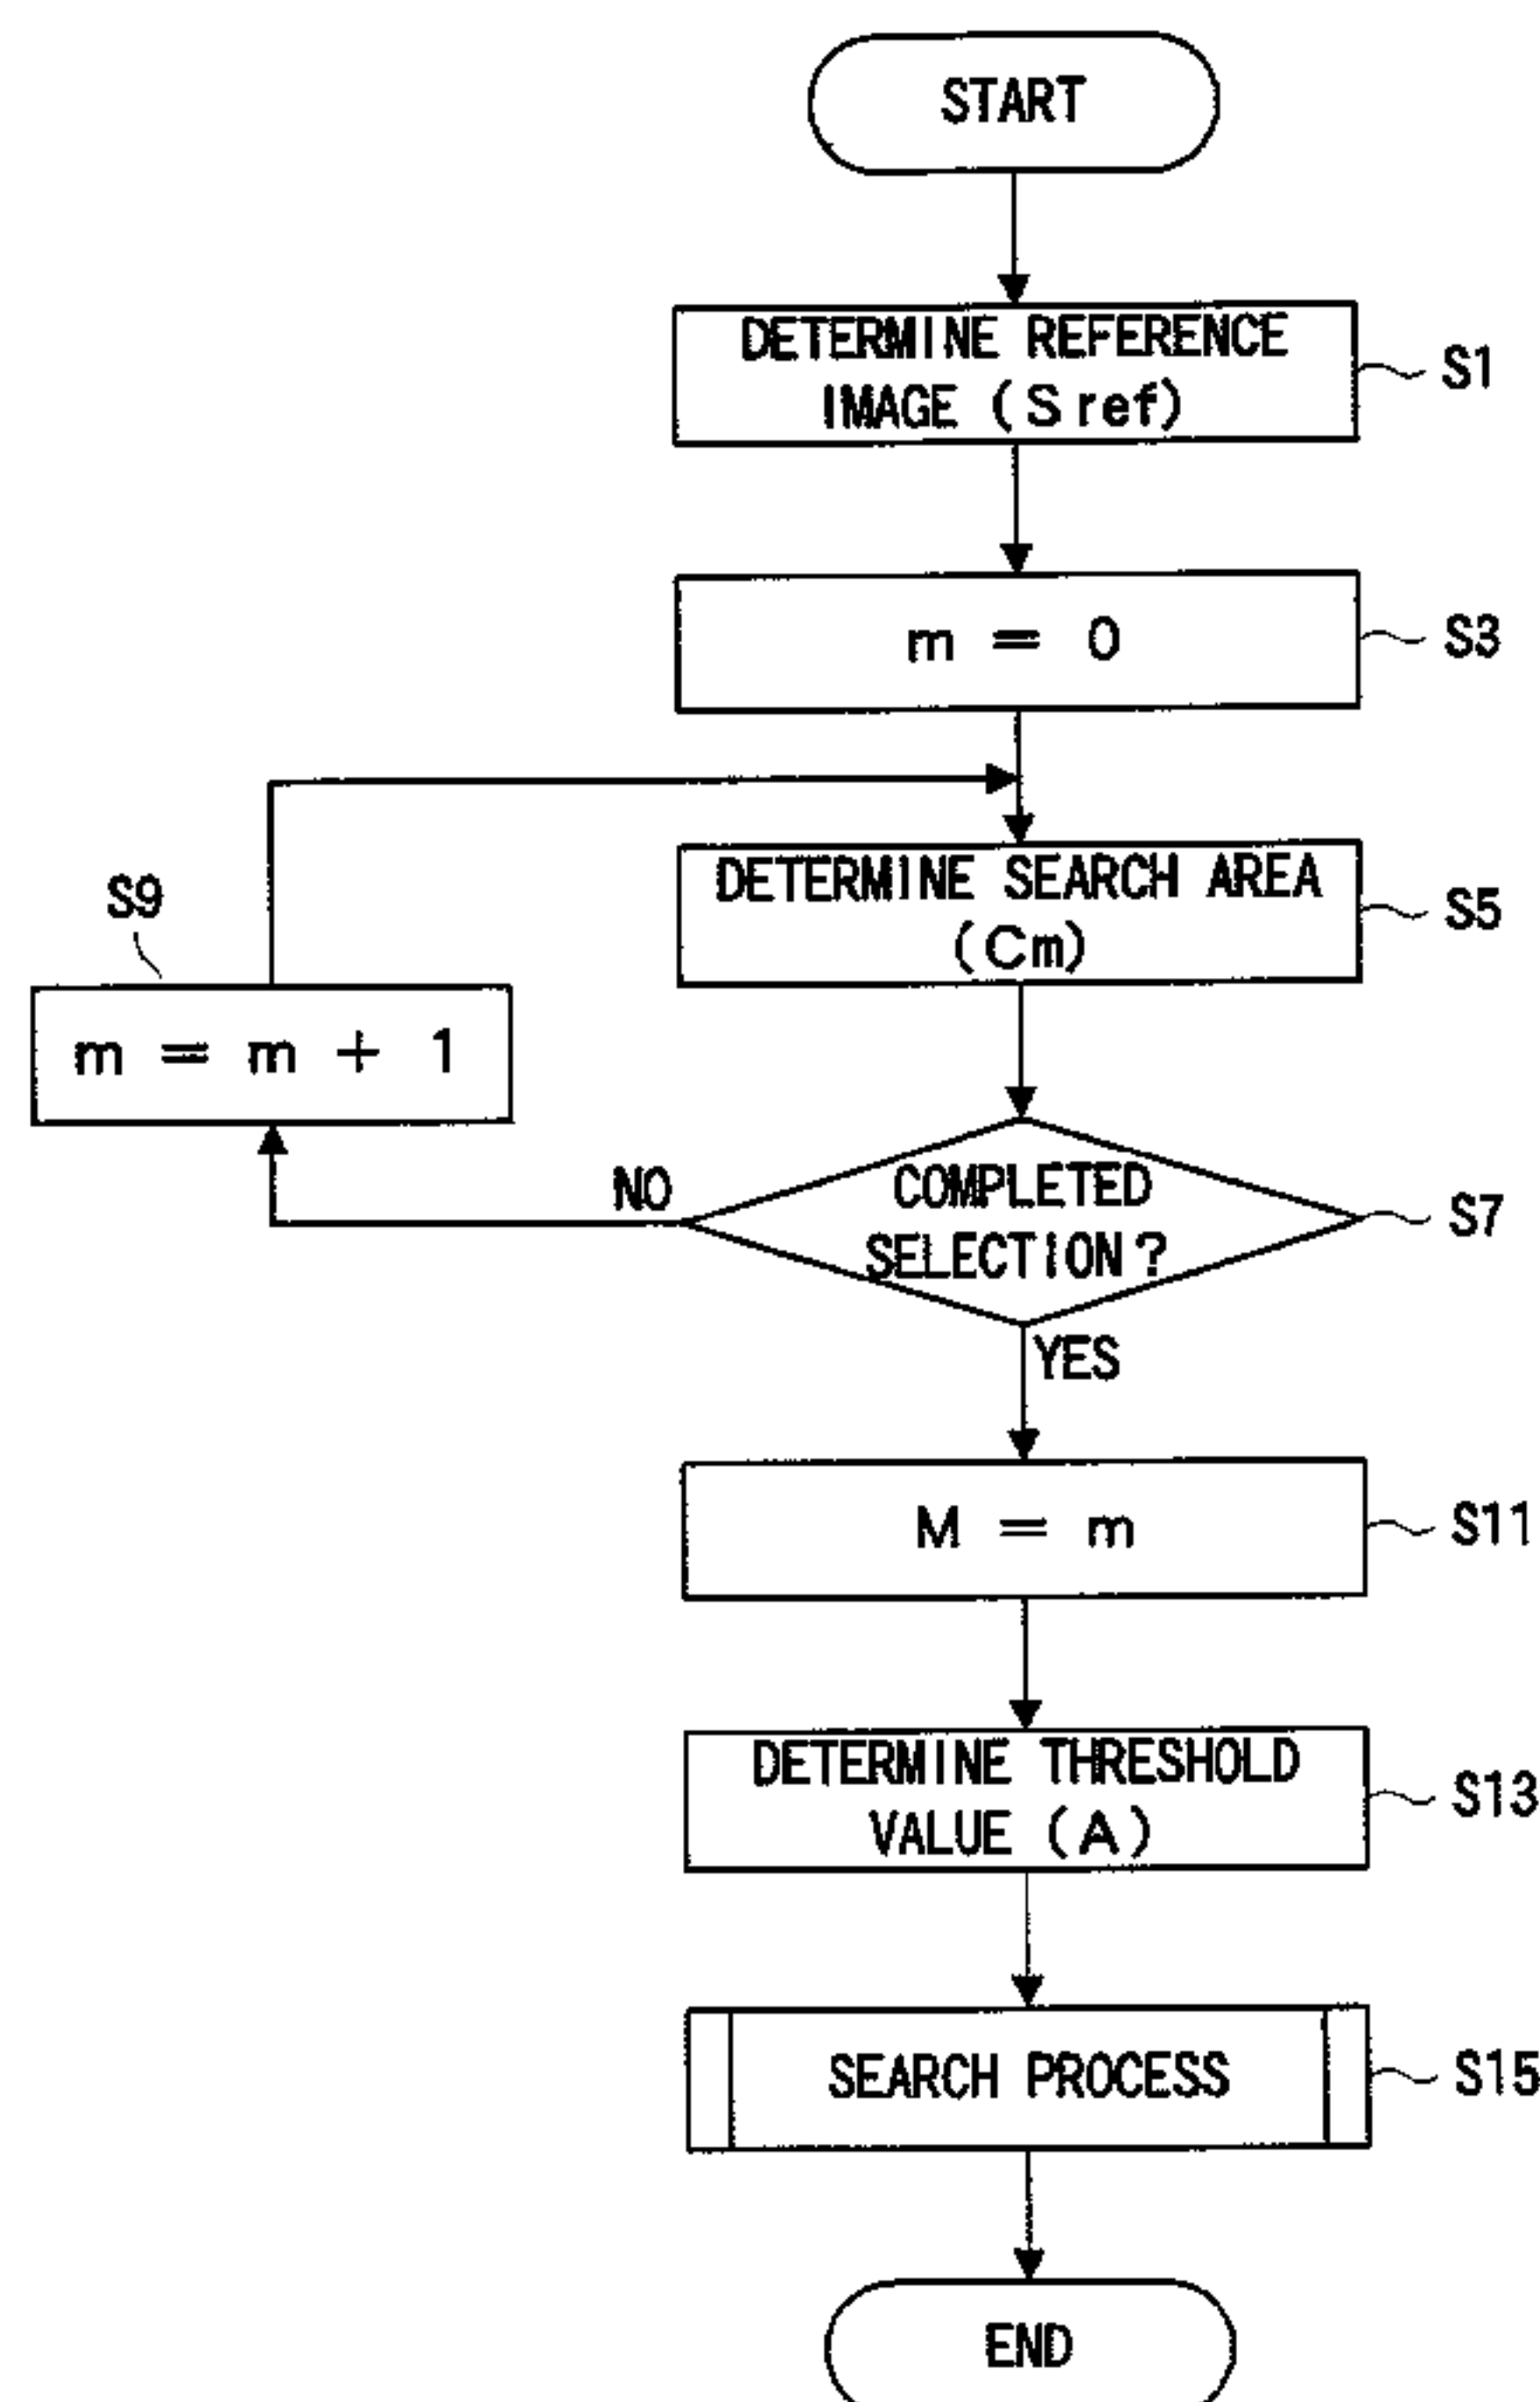 START
DETERMINE REFERENCE
IMAGE (Sref)
S1
m = 0
S3
DETERMINE SEARCH AREA
(Cm)
S5
S9
m = m + 1
NO
COMPLETED
SELECTION?
S7
YES
M = m
S11
DETERMINE THRESHOLD
VALUE (A)
S13
SEARCH PROCESS
S15
END